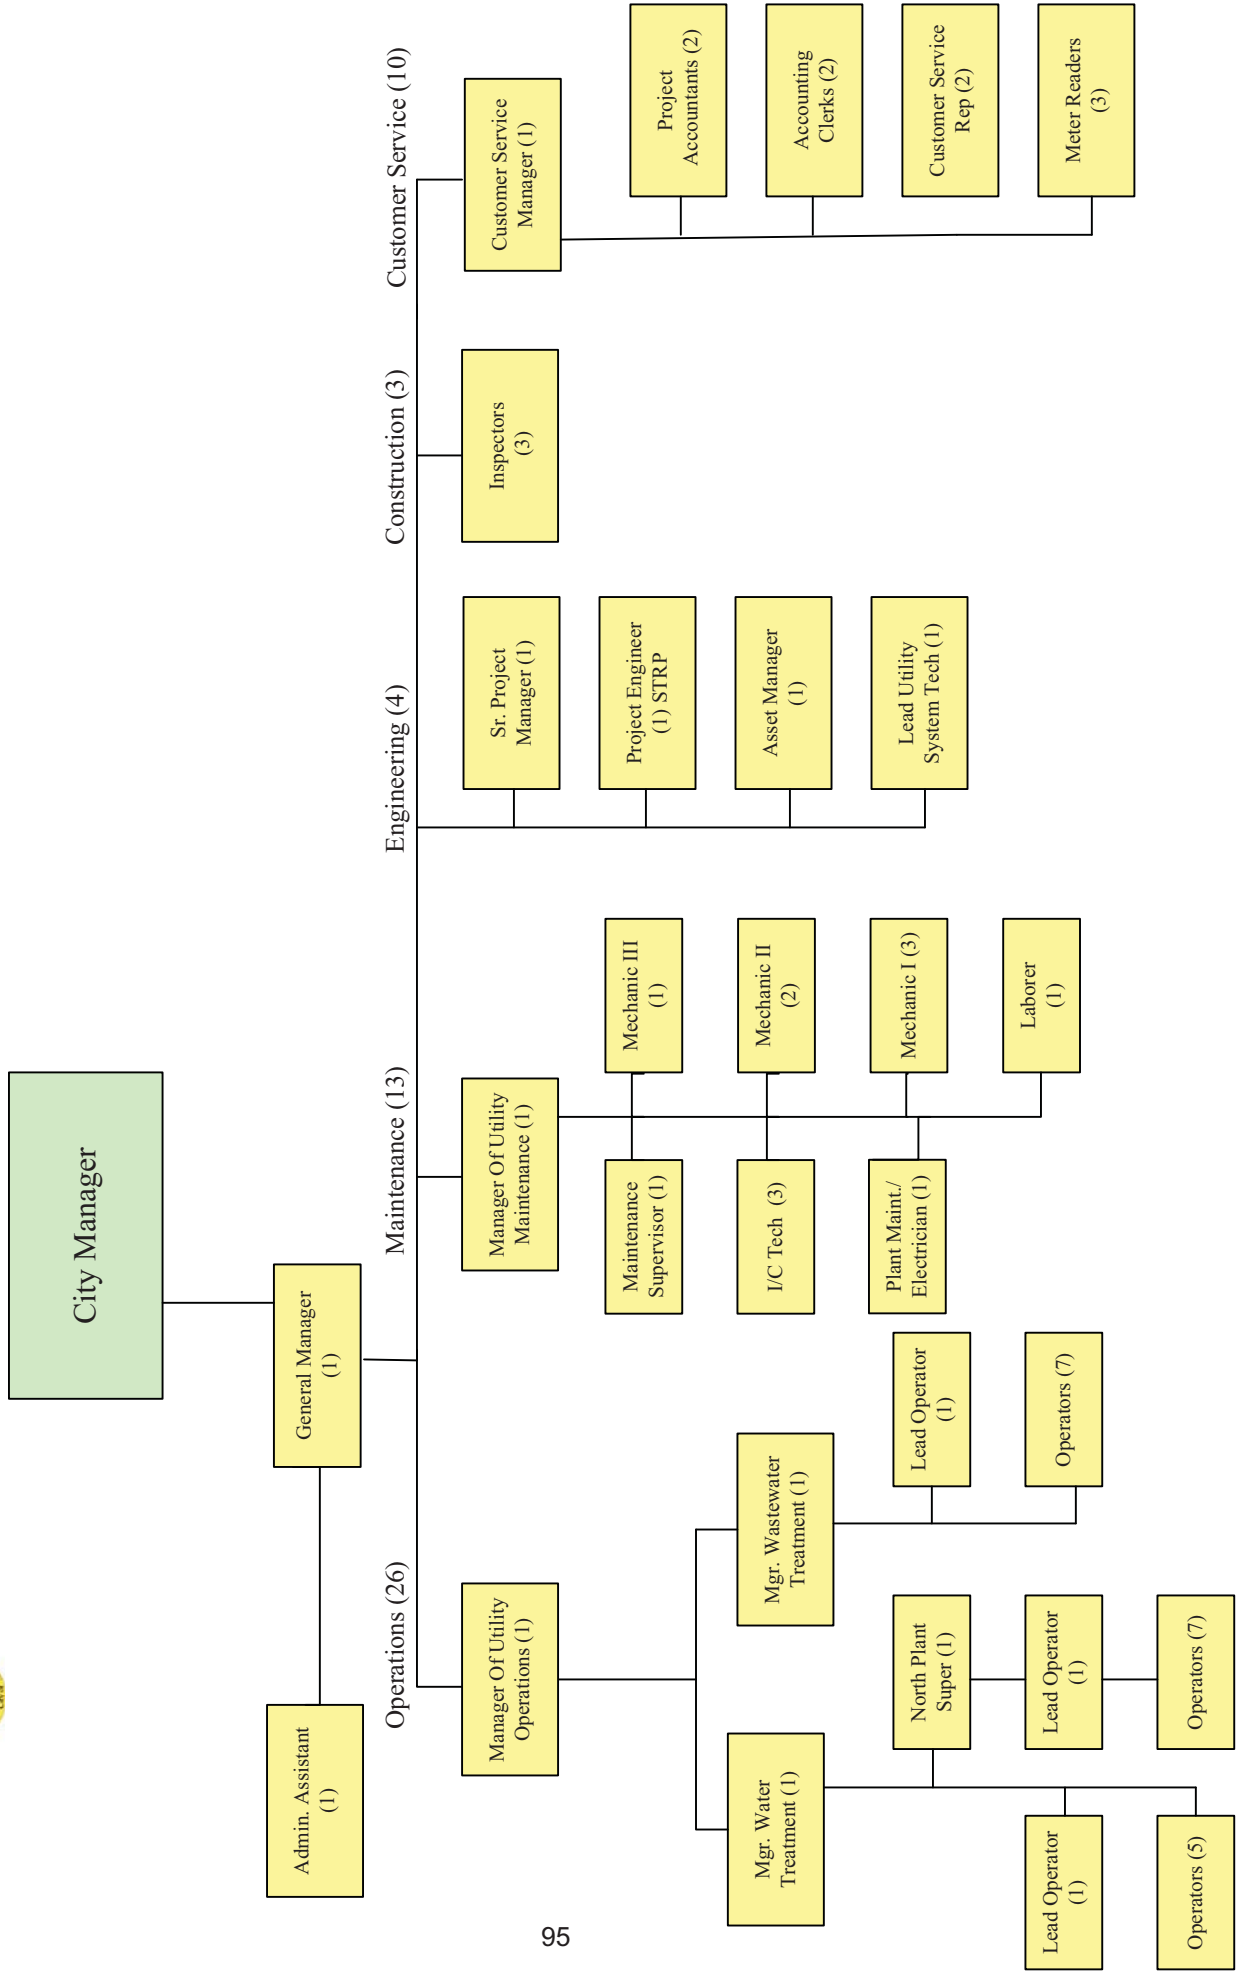 City Manager
General Manager
(1)
Admin. Assistant
(1)
Operations (26)
Maintenance (13)
Engineering (4)
Construction (3)
Customer Service (10)
Manager Of Utility
Operations (1)
Mgr. Water
Treatment (1)
North Plant
Super (1)
Lead Operator
(1)
Operators (7)
Lead Operator
(1)
Operators (5)
Mgr. Wastewater
Treatment (1)
Lead Operator
(1)
Operators (7)
Manager Of Utility
Maintenance (1)
Maintenance
Supervisor (1)
Mechanic III
(1)
I/C Tech (3)
Mechanic II
(2)
Plant Maint./
Electrician (1)
Mechanic I (3)
Laborer
(1)
Sr. Project
Manager (1)
Project Engineer
(1) STRP
Asset Manager
(1)
Lead Utility
System Tech (1)
Inspectors
(3)
Customer Service
Manager (1)
Project
Accountants (2)
Accounting
Clerks (2)
Customer Service
Rep (2)
Meter Readers
(3)
95